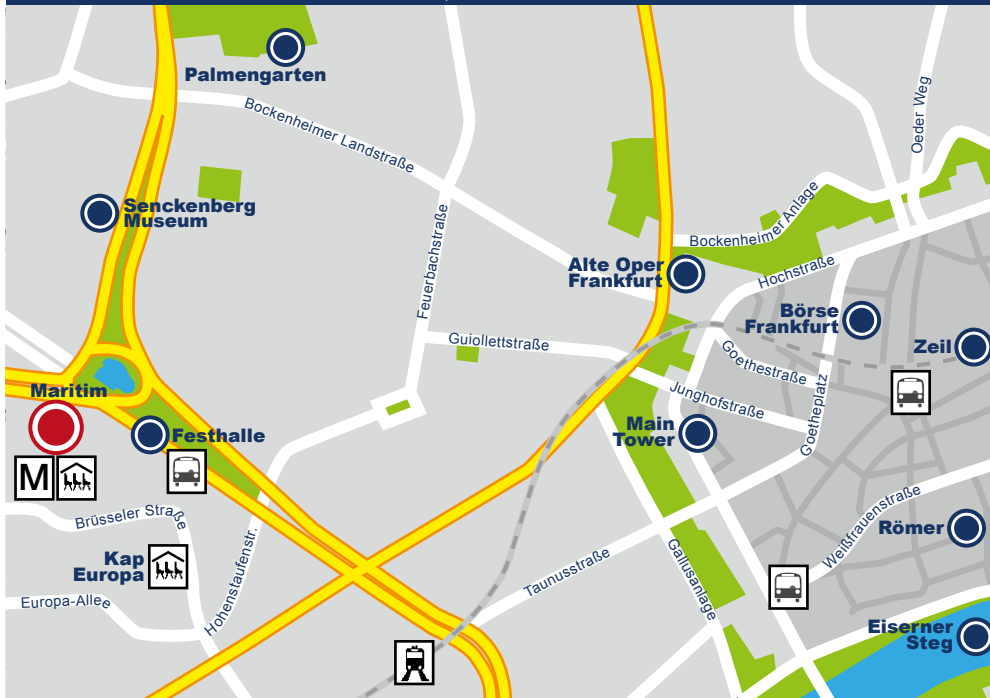 Palmengarten
Bockenheimer Landstraße
Oeder Weg
Senckenberg
Museum
Feuerbachstraße
Bockenheimer Anlage
Hochstraße
Alte Oper
Frankfurt
Börse
Frankfurt
Zeil
Guiollettstraße
Goethestraße
Goetheplatz
Junghofstraße
Maritim
Festhalle
Main
Tower
M
Brüsseler Straße
Weißfrauenstraße
Römer
Kap
Europa
Hohenstaufenstr.
Taunusstraße
Gallusanlage
Europa-Allee
Eiserner
Steg